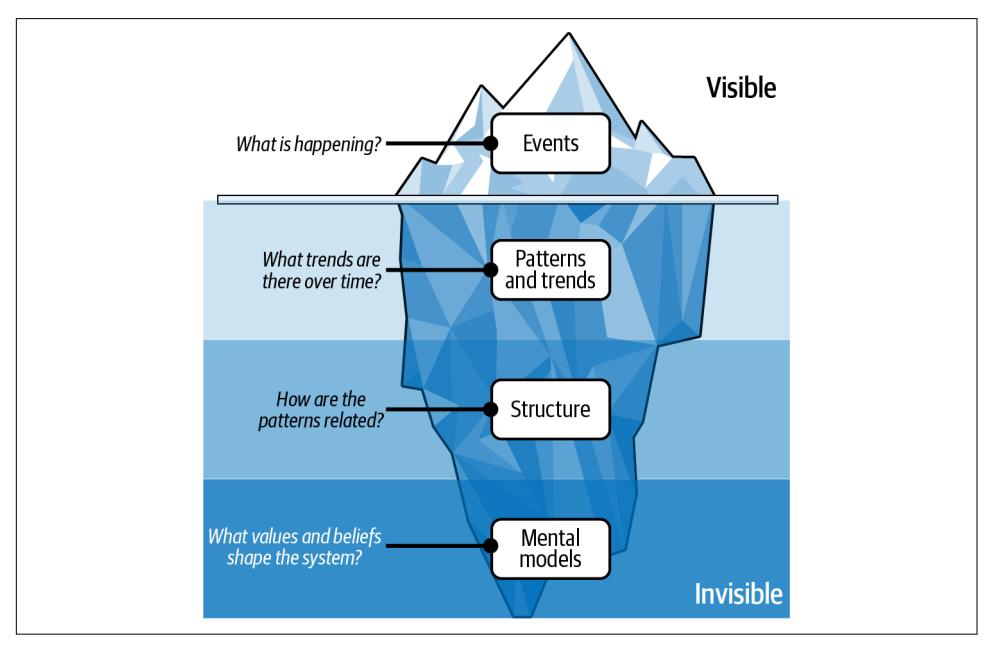 Visible
What is happening?
Events
What trends are
there over time?
Patterns
and trends
How are the
patterns related?
Structure
What values and beliefs
shape the system?
Mental
models
Invisible